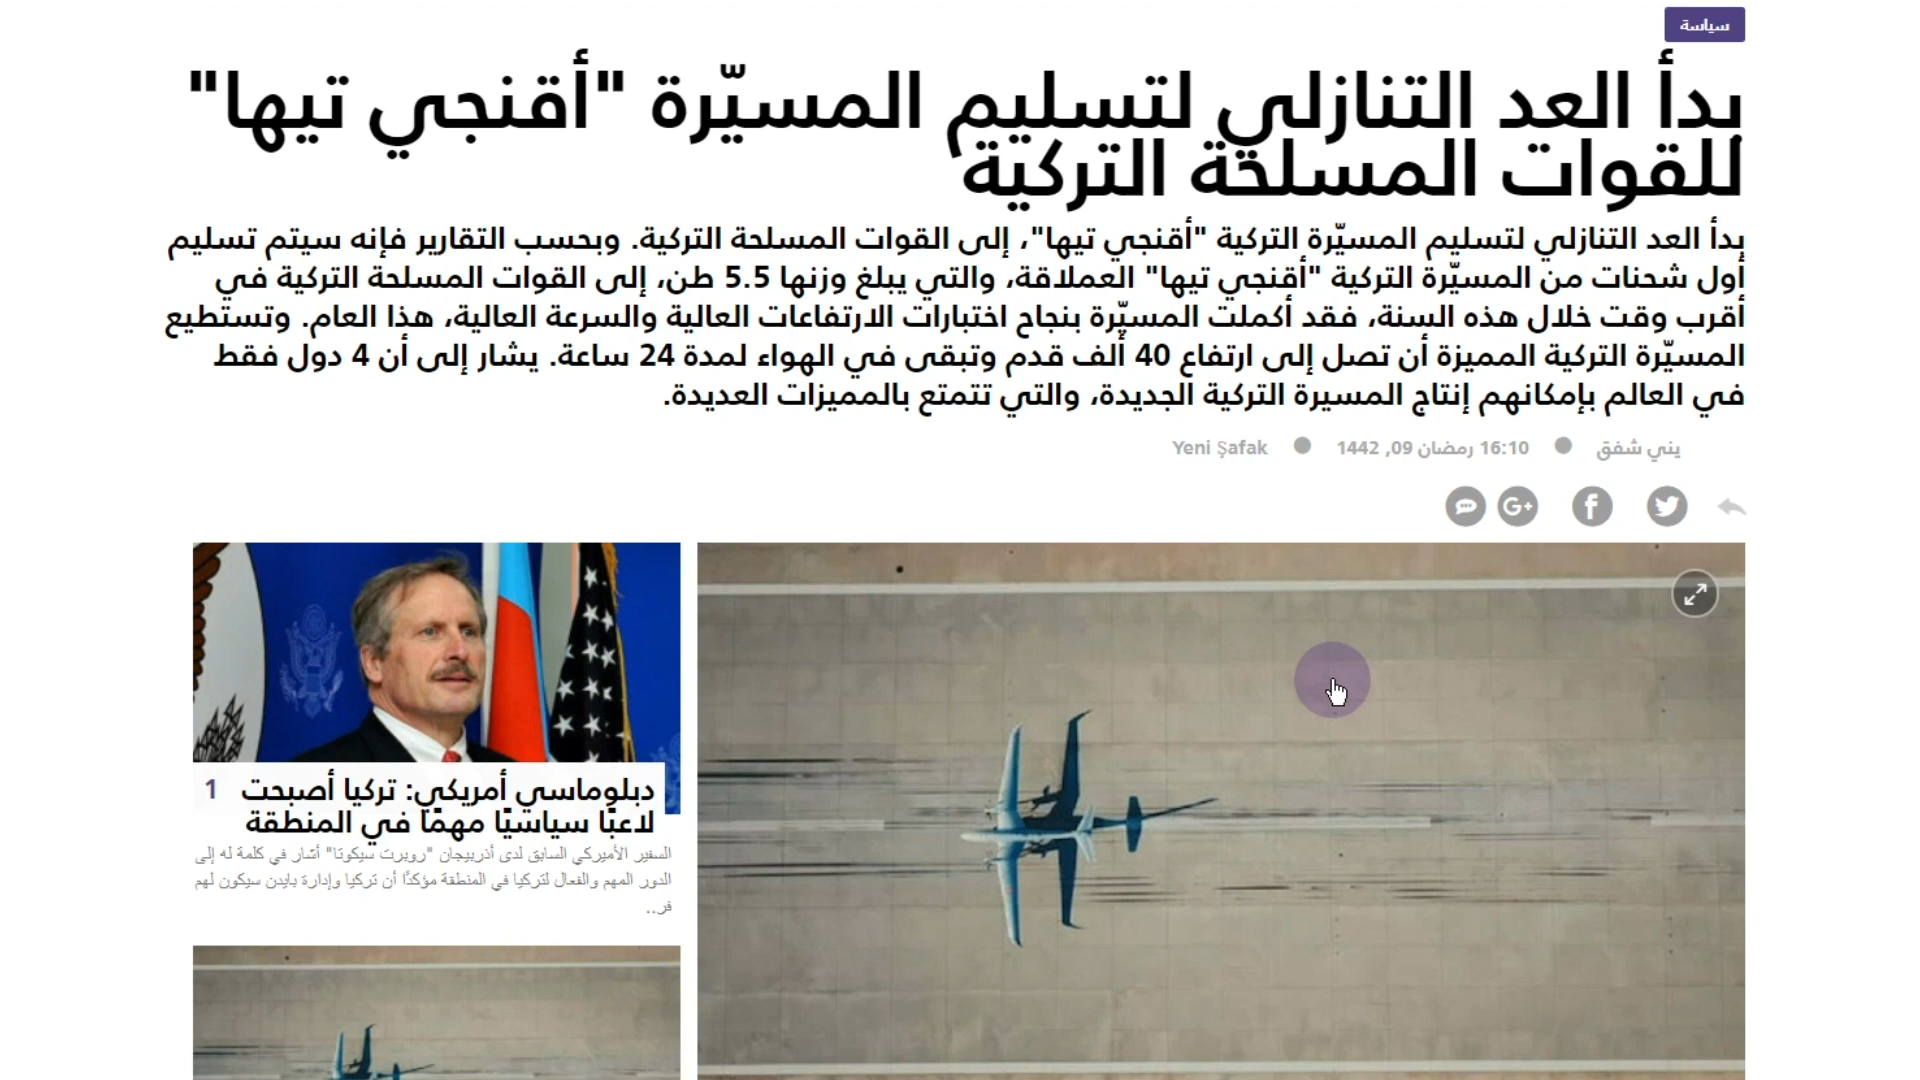 سياسة
بدأ العد التنازلي لتسليم المسيّرة "أقنجي تيها"
للقوات المسلحة التركية
بدأ العد التنازلي لتسليم المسيّرة التركية "أقنجي تيها"، إلى القوات المسلحة التركية. وبحسب التقارير فإنه سيتم تسليم
أول شحنات من المسيّرة التركية "أقنجي تيها" العملاقة، والتي يبلغ وزنها 5.5 طن، إلى القوات المسلحة التركية في
أقرب وقت خلال هذه السنة، فقد أكملت المسيّرة بنجاح اختبارات الارتفاعات العالية والسرعة العالية، هذا العام. وتستطيع
المسيّرة التركية المميزة أن تصل إلى ارتفاع 40 ألف قدم وتبقى في الهواء لمدة 24 ساعة. يشار إلى أن 4 دول فقط
في العالم بإمكانهم إنتاج المسيرة التركية الجديدة، والتي تتمتع بالمميزات العديدة.
يني شفق 16:10 رمضان 09, 1442 Yeni Şafak
دبلوماسي أمريكي: تركيا أصبحت 1
لاعبًا سياسيًا مهمًا في المنطقة
السفير الأميركي السابق لدى أذربيجان "روبرت سيكوتا" أشار في كلمة له إلى
الدور المهم والفعال لتركيا في المنطقة مؤكدًا أن تركيا وإدارة بايدن سيكون لهم
فر..